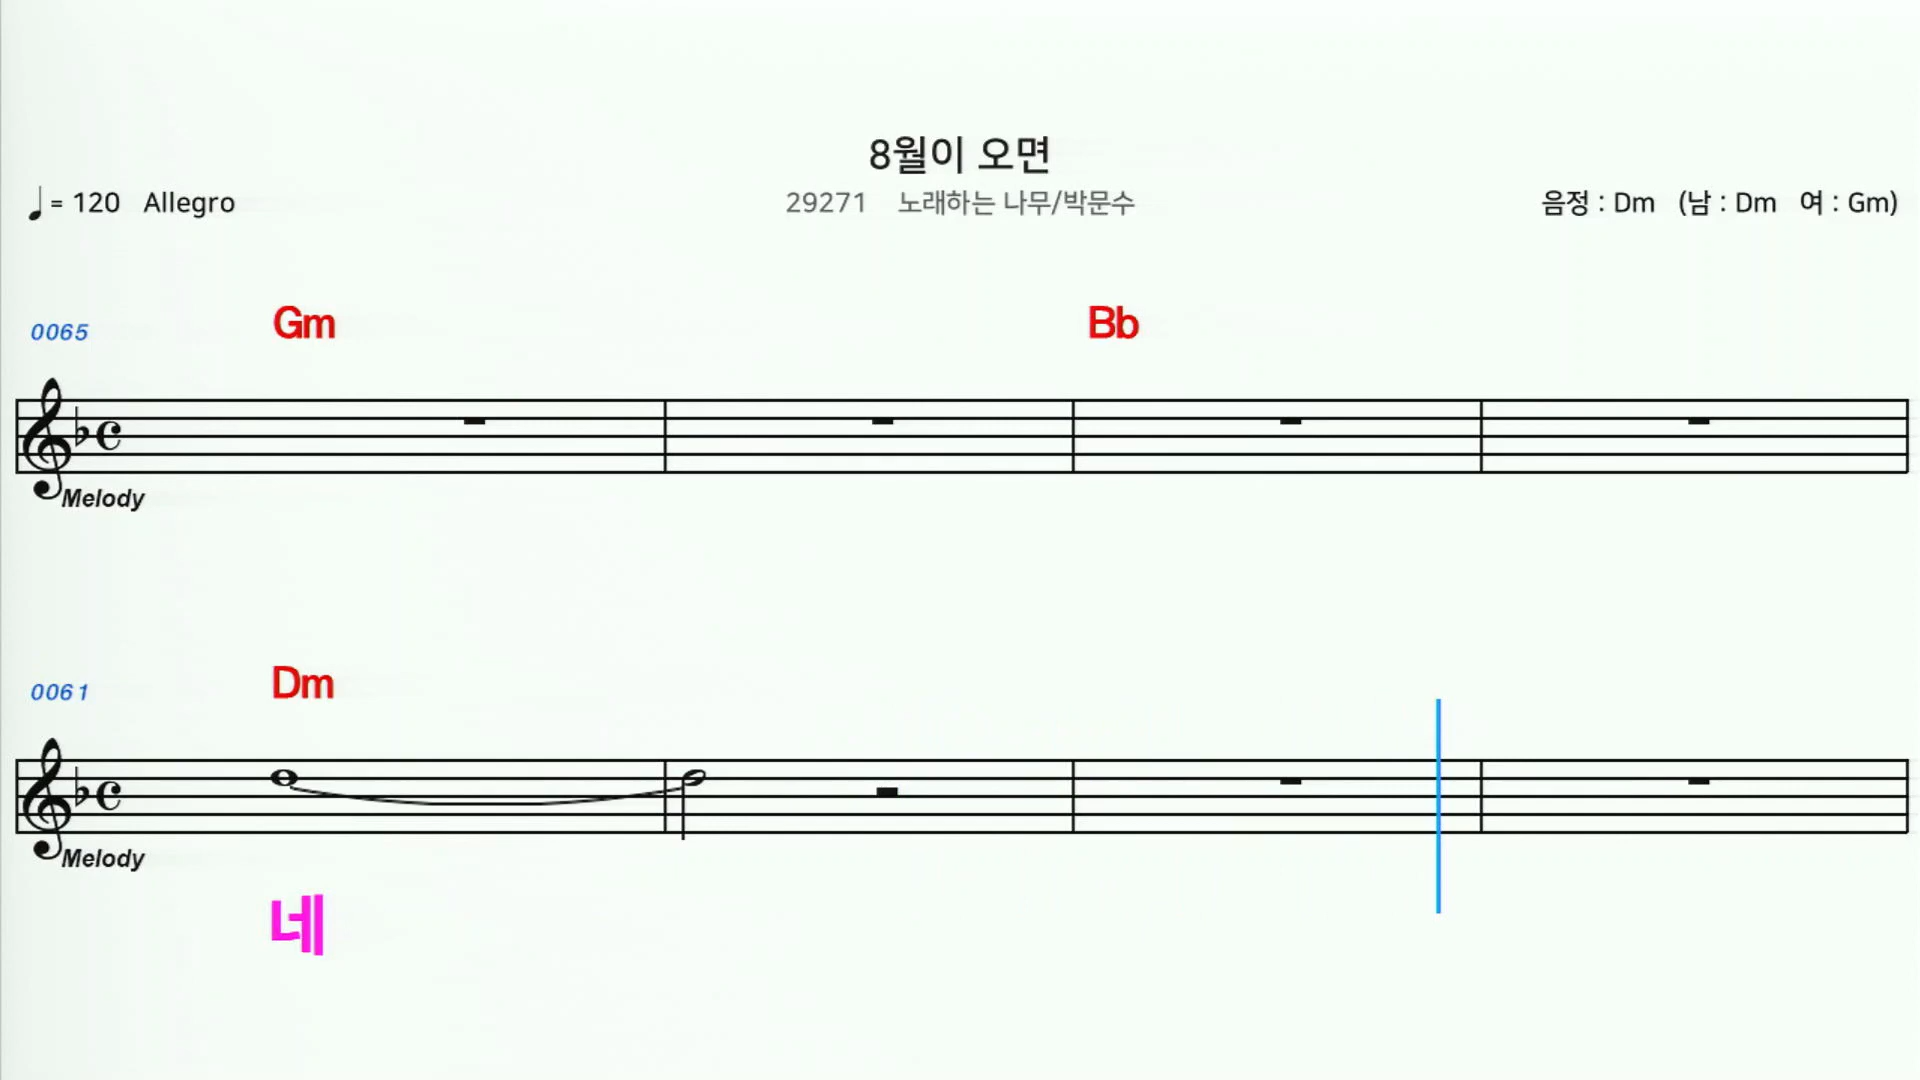 8월이 오면
♩ = 120 Allegro
29271 노래하는 나무/박문수
음정 : Dm (남 : Dm 여 : Gm)
0065
Gm
Bb
Melody
0061
Dm
Melody
네